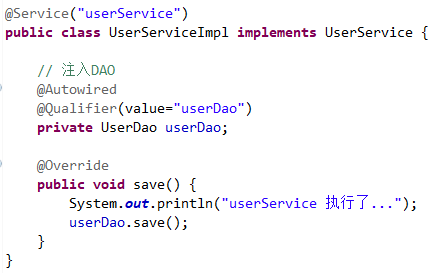 @Service("userService")
public class UserServiceImpl implements UserService {
// 注入DAO
@Autowired
@Qualifier(value="userDao")
private UserDao userDao;
@Override
public void save() {
System.out.println("userService 执行了...");
userDao.save();
}
}